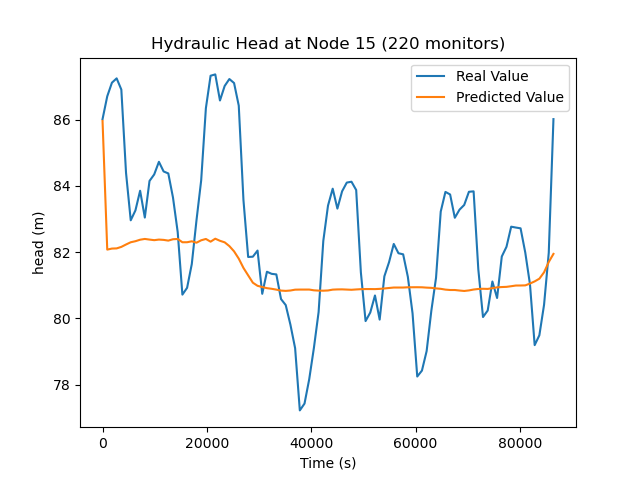 Hydraulic Head at Node 15 (220 monitors)
Real Value
Predicted Value
86
84
82
80
78
head (m)
0
20000
40000
60000
80000
Time (s)